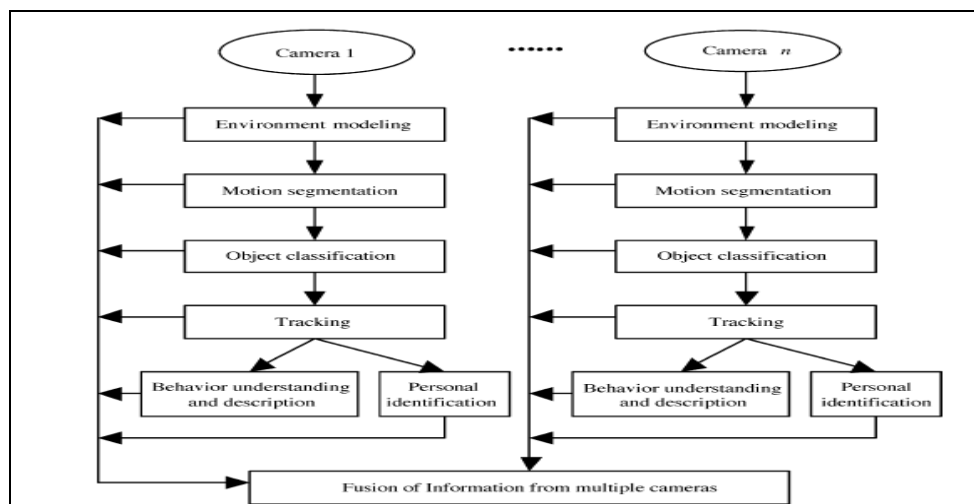 Camera 1
Camera n
Environment modeling
Motion segmentation
Object classification
Tracking
Behavior understanding
and description
Personal
identification
Environment modeling
Motion segmentation
Object classification
Tracking
Behavior understanding
and description
Personal
identification
Fusion of Information from multiple cameras